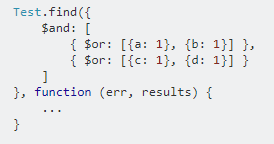 Test.find({
    $and: [
        { $or: [{a: 1}, {b: 1}] },
        { $or: [{c: 1}, {d: 1}] }
    ]
}, function (err, results) {
    ...
}